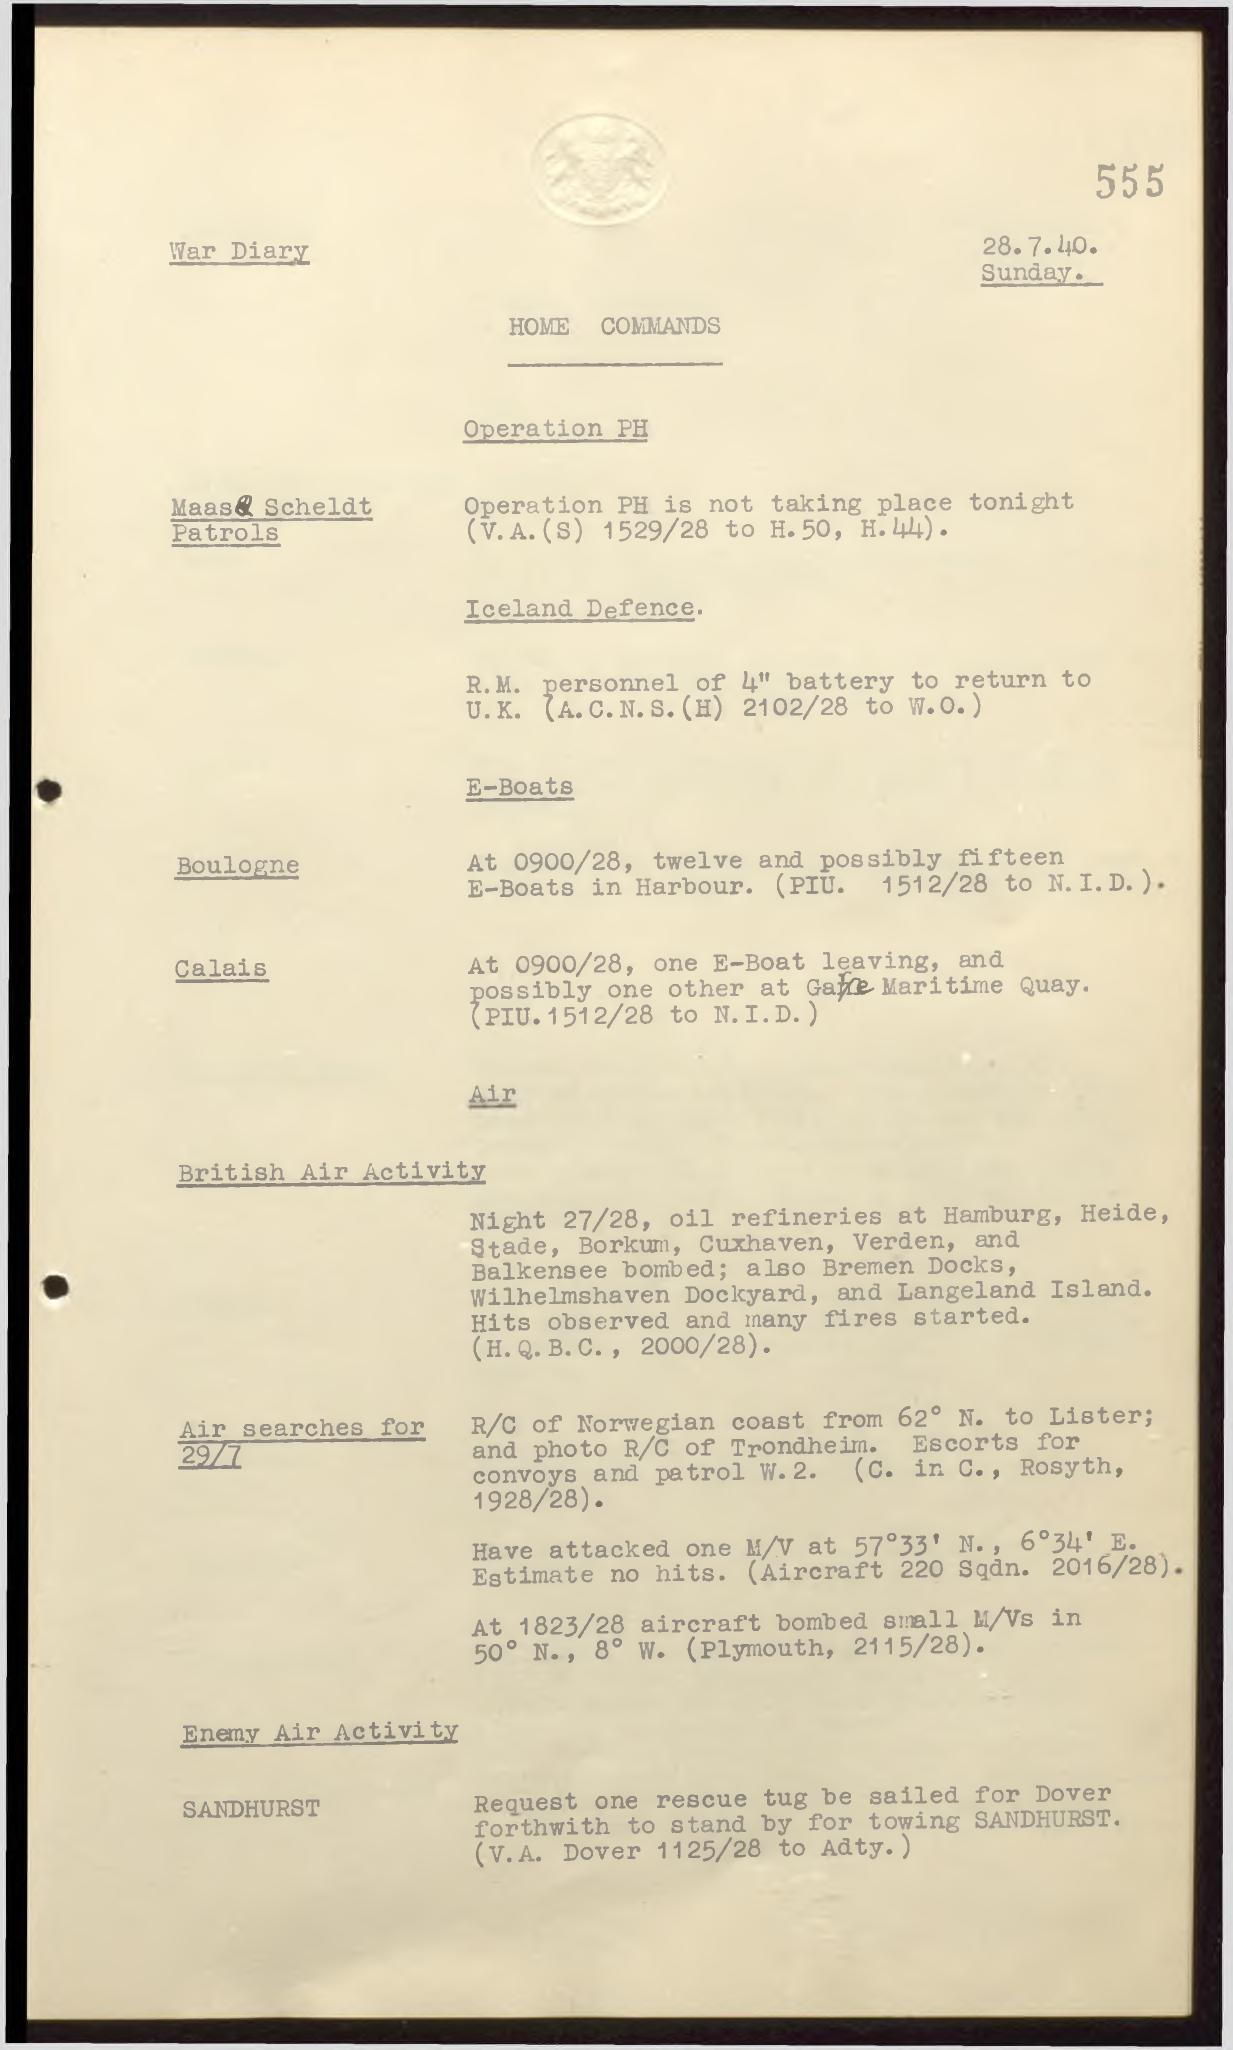 555
War Diary
28.7.40.
Sunday.
HOME COMMANDS
Operation PH
Maas & Scheldt
Patrols
Operation PH is not taking place tonight
(V.A.(S) 1529/28 to H.50, H.44).
Iceland Defence.
R.M. personnel of 4" battery to return to
U.K. (A.C.N.S.(H) 2102/28 to W.O.)
E-Boats
Boulogne
At 0900/28, twelve and possibly fifteen
E-Boats in Harbour. (PIU. 1512/28 to N.I.D.).
Calais
At 0900/28, one E-Boat leaving, and
possibly one other at Gare Maritime Quay.
(PIU.1512/28 to N.I.D.)
Air
British Air Activity
Night 27/28, oil refineries at Hamburg, Heide,
Stade, Borkum, Cuxhaven, Verden, and
Balkensee bombed; also Bremen Docks,
Wilhelmshaven Dockyard, and Langeland Island.
Hits observed and many fires started.
(H.Q.B.C., 2000/28).
Air searches for
29/7
R/C of Norwegian coast from 62° N. to Lister;
and photo R/C of Trondheim. Escorts for
convoys and patrol W.2. (C. in C., Rosyth,
1928/28).
Have attacked one M/V at 57°33' N., 6°34' E.
Estimate no hits. (Aircraft 220 Sqdn. 2016/28).
At 1823/28 aircraft bombed small M/Vs in
50° N., 8° W. (Plymouth, 2115/28).
Enemy Air Activity
SANDHURST
Request one rescue tug be sailed for Dover
forthwith to stand by for towing SANDHURST.
(V.A. Dover 1125/28 to Adty.)